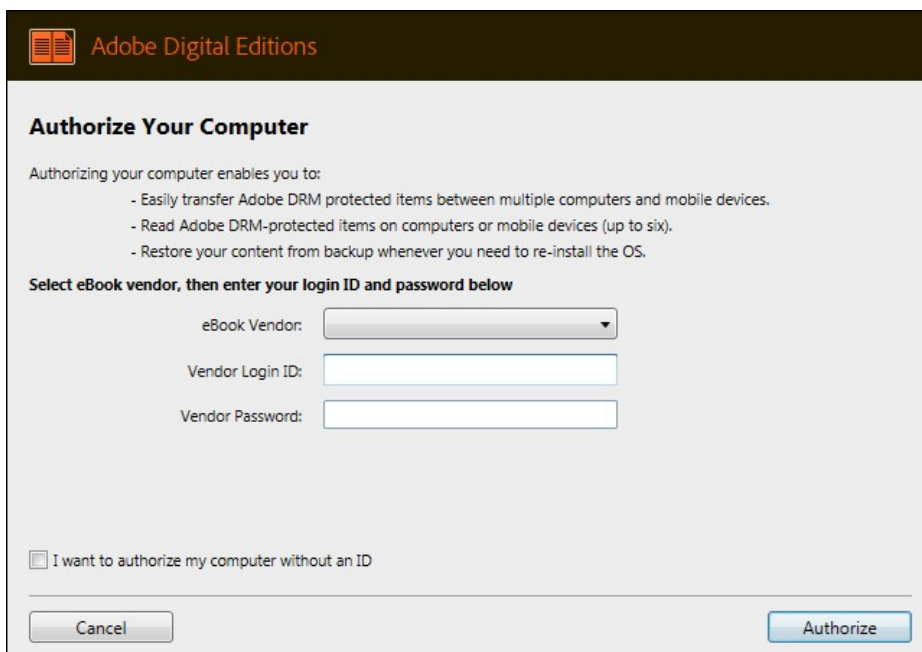 Adobe Digital Editions
Authorize Your Computer
Authorizing your computer enables you to:
- Easily transfer Adobe DRM protected items between multiple computers and mobile devices.
- Read Adobe DRM-protected items on computers or mobile devices (up to six).
- Restore your content from backup whenever you need to re-install the OS.
Select eBook vendor, then enter your login ID and password below
eBook Vendor:
Vendor Login ID:
Vendor Password:
I want to authorize my computer without an ID
Cancel Authorize